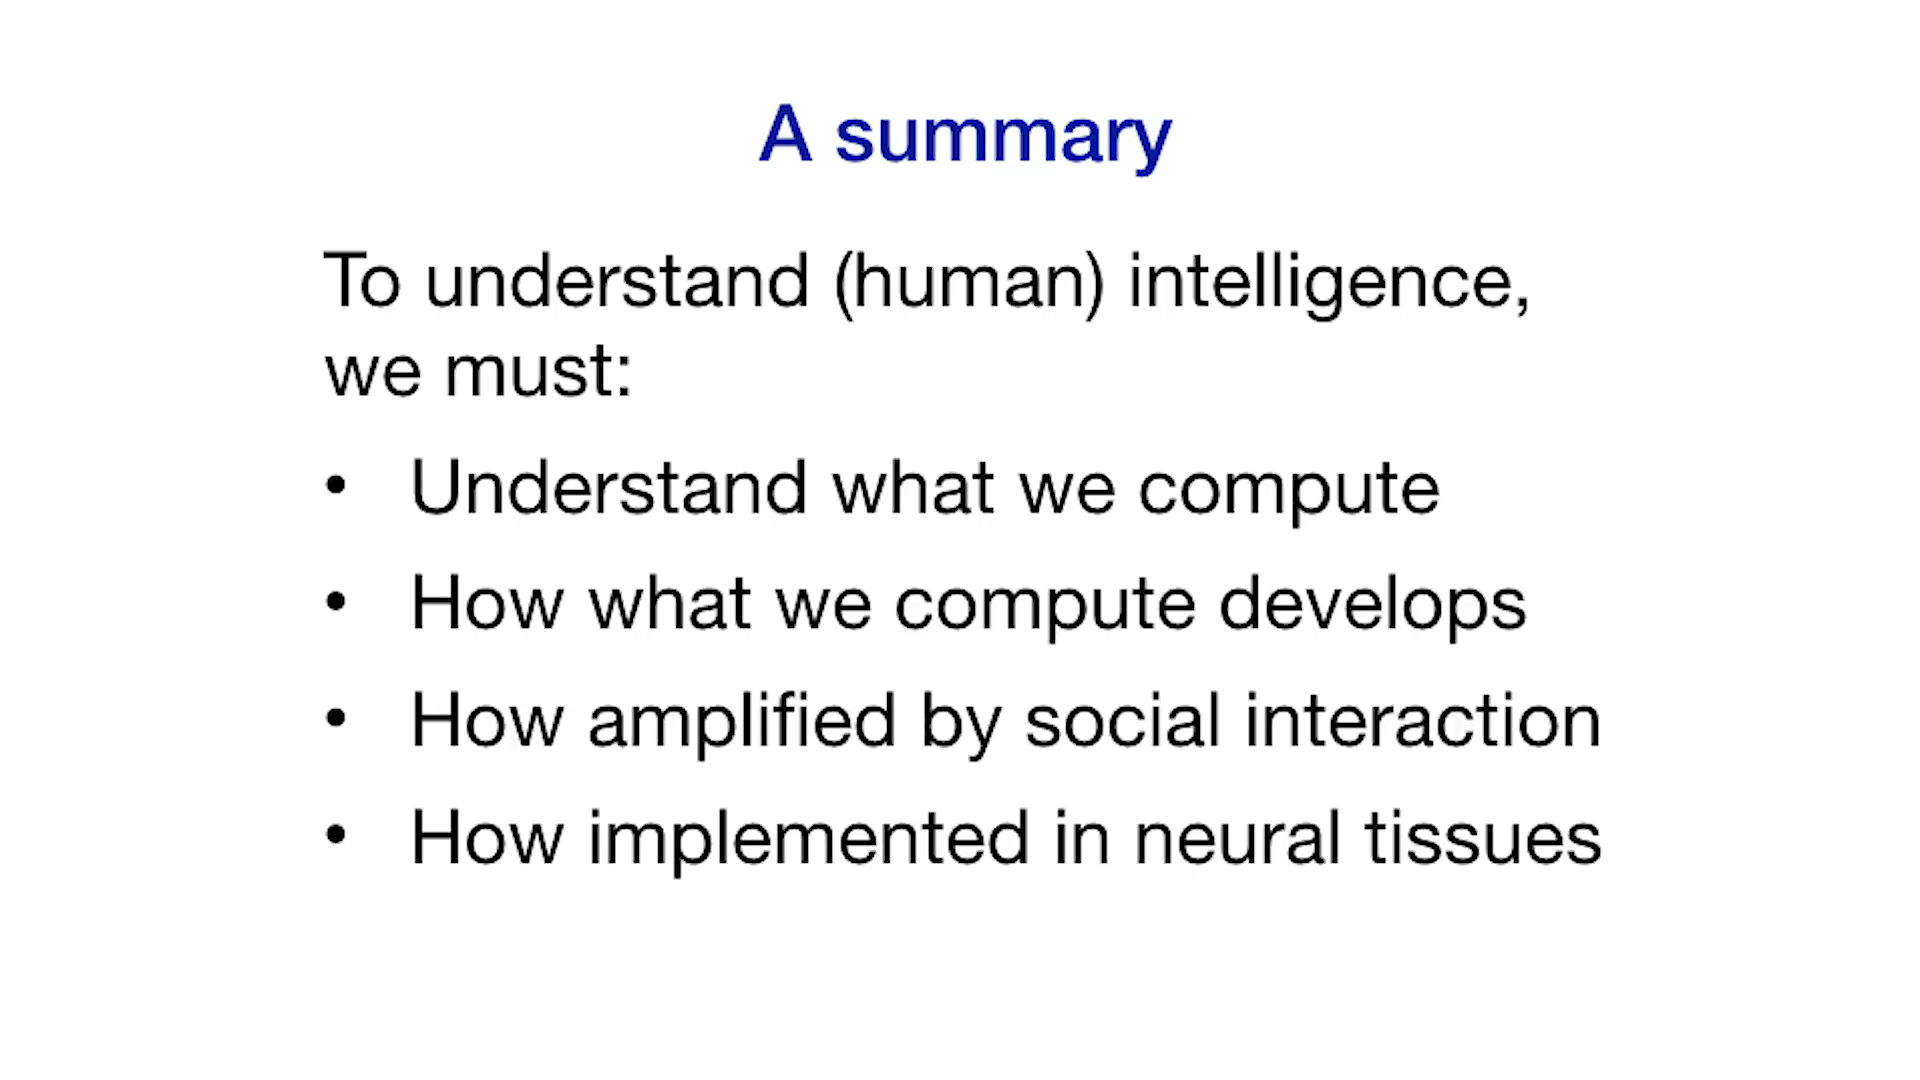 A summary
To understand (human) intelligence,
we must:
• Understand what we compute
• How what we compute develops
• How amplified by social interaction
• How implemented in neural tissues